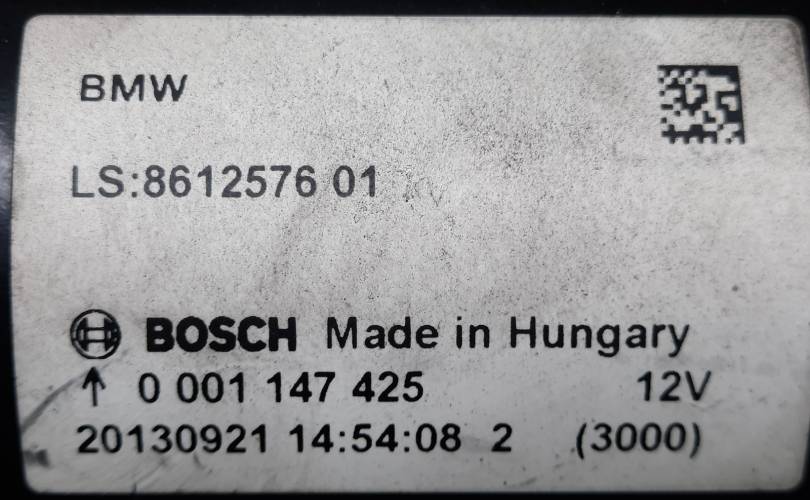 BMW
LS:8612576 01
BOSCH Made in Hungary
↑ 0 001 147 425 12V
20130921 14:54:08 2 (3000)